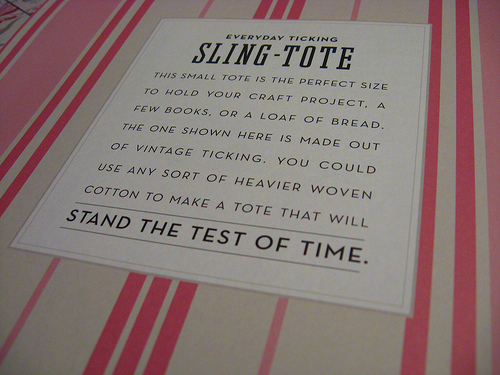 EVERYDAY TICKING
SLING-TOTE
THIS SMALL TOTE IS THE PERFECT SIZE
TO HOLD YOUR CRAFT PROJECT, A
FEW BOOKS, OR A LOAF OF BREAD.
THE ONE SHOWN HERE IS MADE OUT
OF VINTAGE TICKING. YOU COULD
USE ANY SORT OF HEAVIER WOVEN
COTTON TO MAKE A TOTE THAT WILL
STAND THE TEST OF TIME.